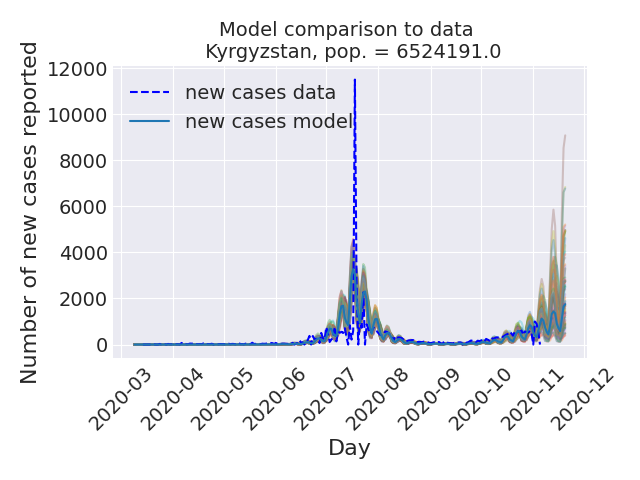 Model comparison to data
Kyrgyzstan, pop. = 6524191.0
Number of new cases reported
12000
10000
8000
6000
4000
2000
0
new cases data
new cases model
2020-03
2020-04
2020-05
2020-06
2020-07
2020-08
2020-09
2020-10
2020-11
2020-12
Day